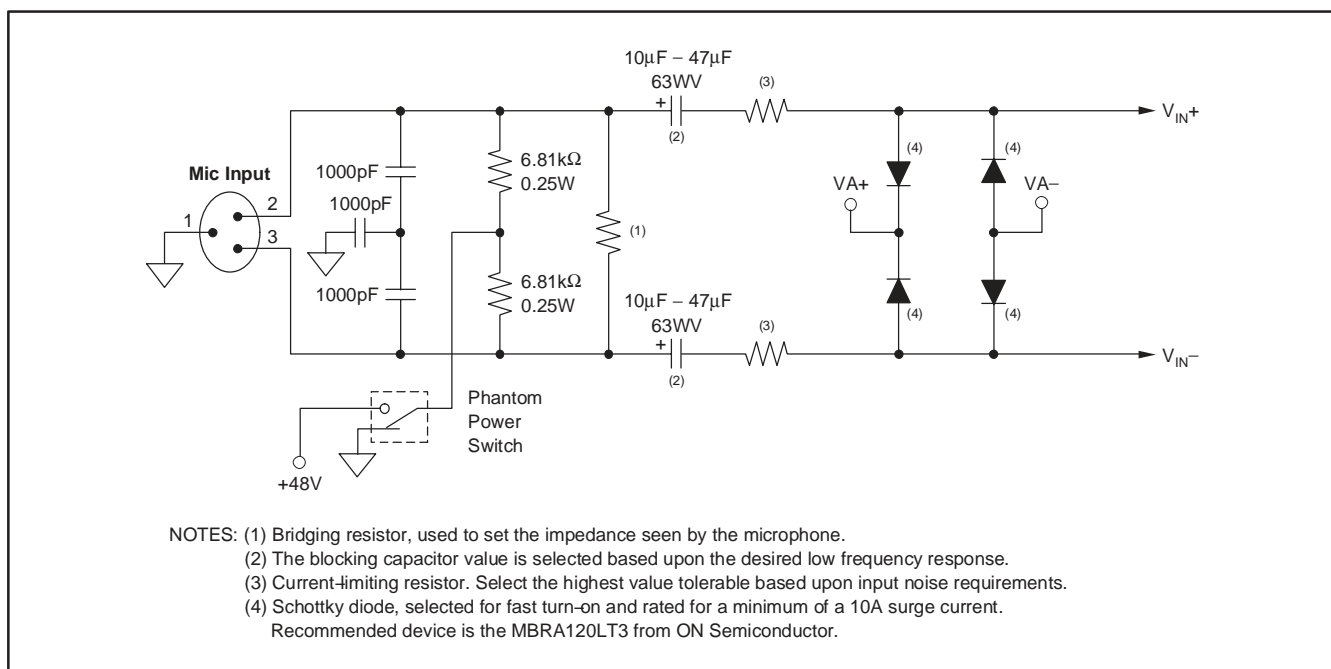 10μF – 47μF
63WV
(3)
+
(2)
V_IN+
Mic Input
1000pF
6.81kΩ
0.25W
(4)
(4)
VA+
VA–
2
1
1000pF
3
(1)
1000pF
6.81kΩ
0.25W
10μF – 47μF
63WV
(3)
(4)
(4)
+
(2)
V_IN–
Phantom
Power
Switch
+48V
NOTES: (1) Bridging resistor, used to set the impedance seen by the microphone.
(2) The blocking capacitor value is selected based upon the desired low frequency response.
(3) Current-limiting resistor. Select the highest value tolerable based upon input noise requirements.
(4) Schottky diode, selected for fast turn-on and rated for a minimum of a 10A surge current.
Recommended device is the MBRA120LT3 from ON Semiconductor.